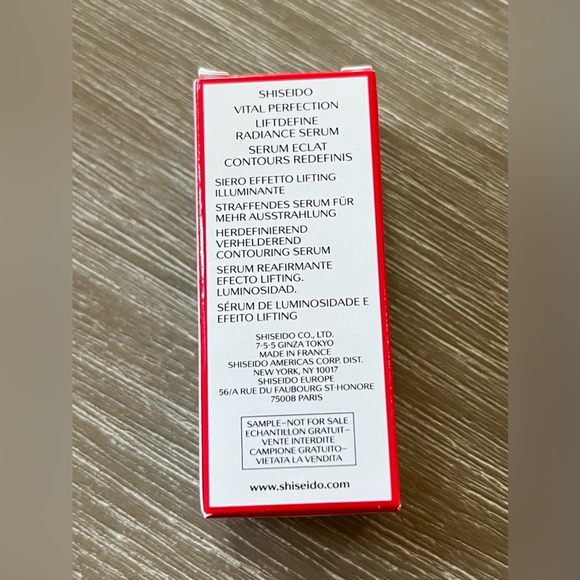 SHISEIDO
VITAL PERFECTION
LIFTDEFINE
RADIANCE SERUM
SERUM ECLAT
CONTOURS REDEFINIS
SIERO EFFETTO LIFTING
ILLUMINANTE
STRAFFENDES SERUM FÜR
MEHR AUSSTRAHLUNG
HERDEFINIEREND
VERHELDEREND
CONTOURING SERUM
SERUM REAFIRMANTE
EFECTO LIFTING.
LUMINOSIDAD.
SÉRUM DE LUMINOSIDADE E
EFEITO LIFTING
SHISEIDO CO., LTD.
7-5-5 GINZA TOKYO
MADE IN FRANCE
SHISEIDO AMERICAS CORP. DIST.
NEW YORK, NY 10017
SHISEIDO EUROPE
56/A RUE DU FAUBOURG ST-HONORE
75008 PARIS
SAMPLE–NOT FOR SALE
ECHANTILLON GRATUIT–
VENTE INTERDITE
CAMPIONE GRATUITO–
VIETATA LA VENDITA
www.shiseido.com